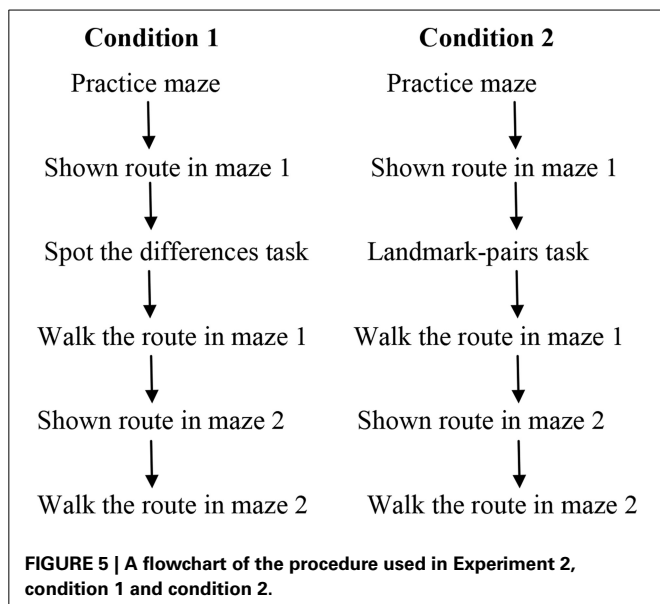 Condition 1
Practice maze
Shown route in maze 1
Spot the differences task
Walk the route in maze 1
Shown route in maze 2
Walk the route in maze 2
Condition 2
Practice maze
Shown route in maze 1
Landmark-pairs task
Walk the route in maze 1
Shown route in maze 2
Walk the route in maze 2
FIGURE 5 | A flowchart of the procedure used in Experiment 2,
condition 1 and condition 2.